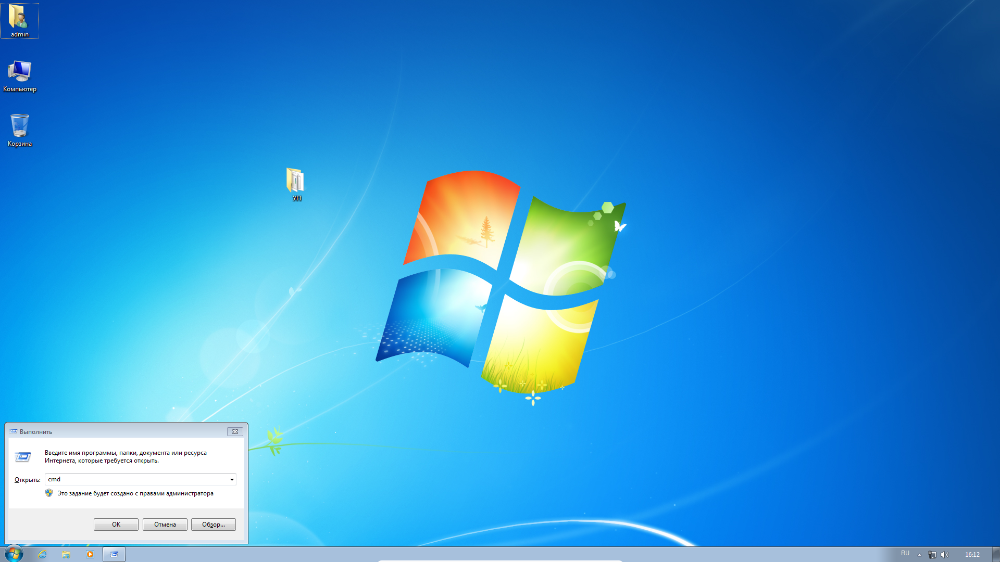 admin
Компьютер
Корзина
УП
Выполнить
Введите имя программы, папки, документа или ресурса
Интернета, которые требуется открыть.
Открыть: cmd
Это задание будет создано с правами администратора
ОК Отмена Обзор...
RU 16:12